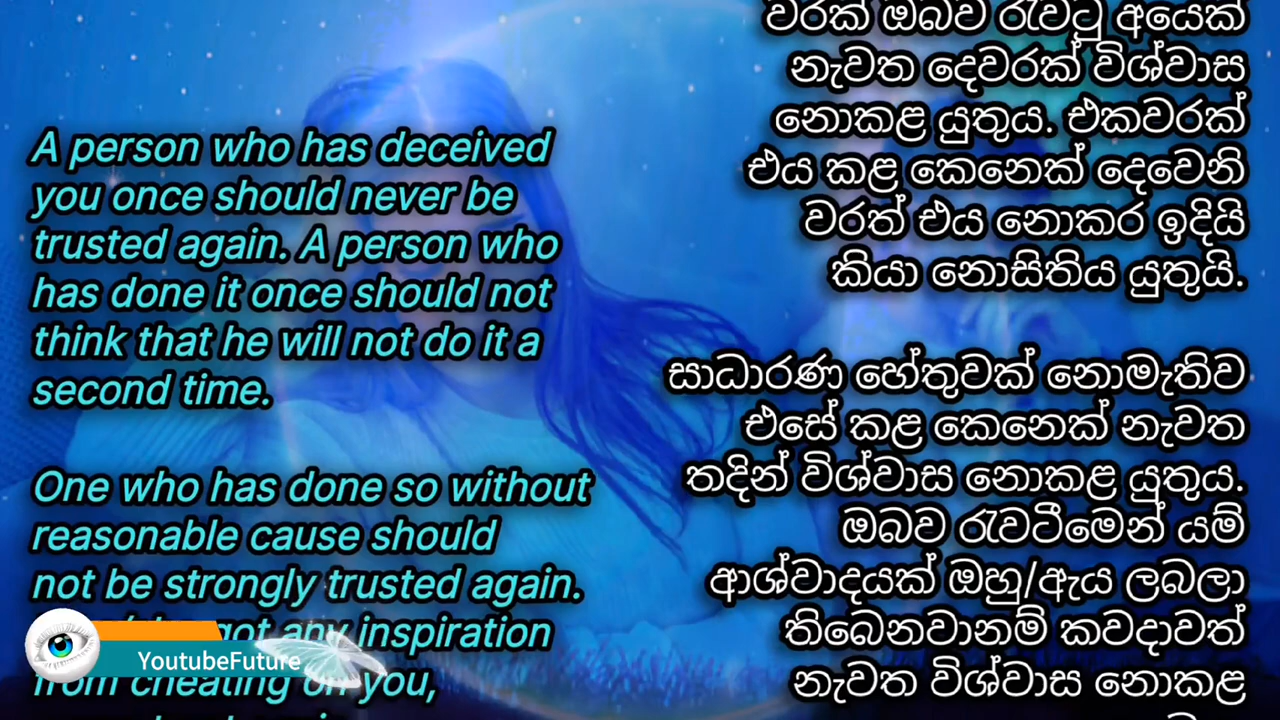 A person who has deceived
you once should never be
trusted again. A person who
has done it once should not
think that he will not do it a
second time.
One who has done so without
reasonable cause should
not be strongly trusted again.
got any inspiration
from cheating on you,
YoutubeFuture
වරක් ඔබව රැවටූ අයෙක්
නැවත දෙවරක් විශ්වාස
නොකළ යුතුය. එකවරක්
එය කළ කෙනෙක් දෙවෙනි
වරත් එය නොකර ඉදියි
කියා නොසිතිය යුතුයි.
සාධාරණ හේතුවක් නොමැතිව
එසේ කළ කෙනෙක් නැවත
තදින් විශ්වාස නොකළ යුතුය.
ඔබව රැවටීමෙන් යම්
ආශ්වාදයක් ඔහු/ඇය ලබලා
තිබෙනවානම් කවදාවත්
නැවත විශ්වාස නොකළ